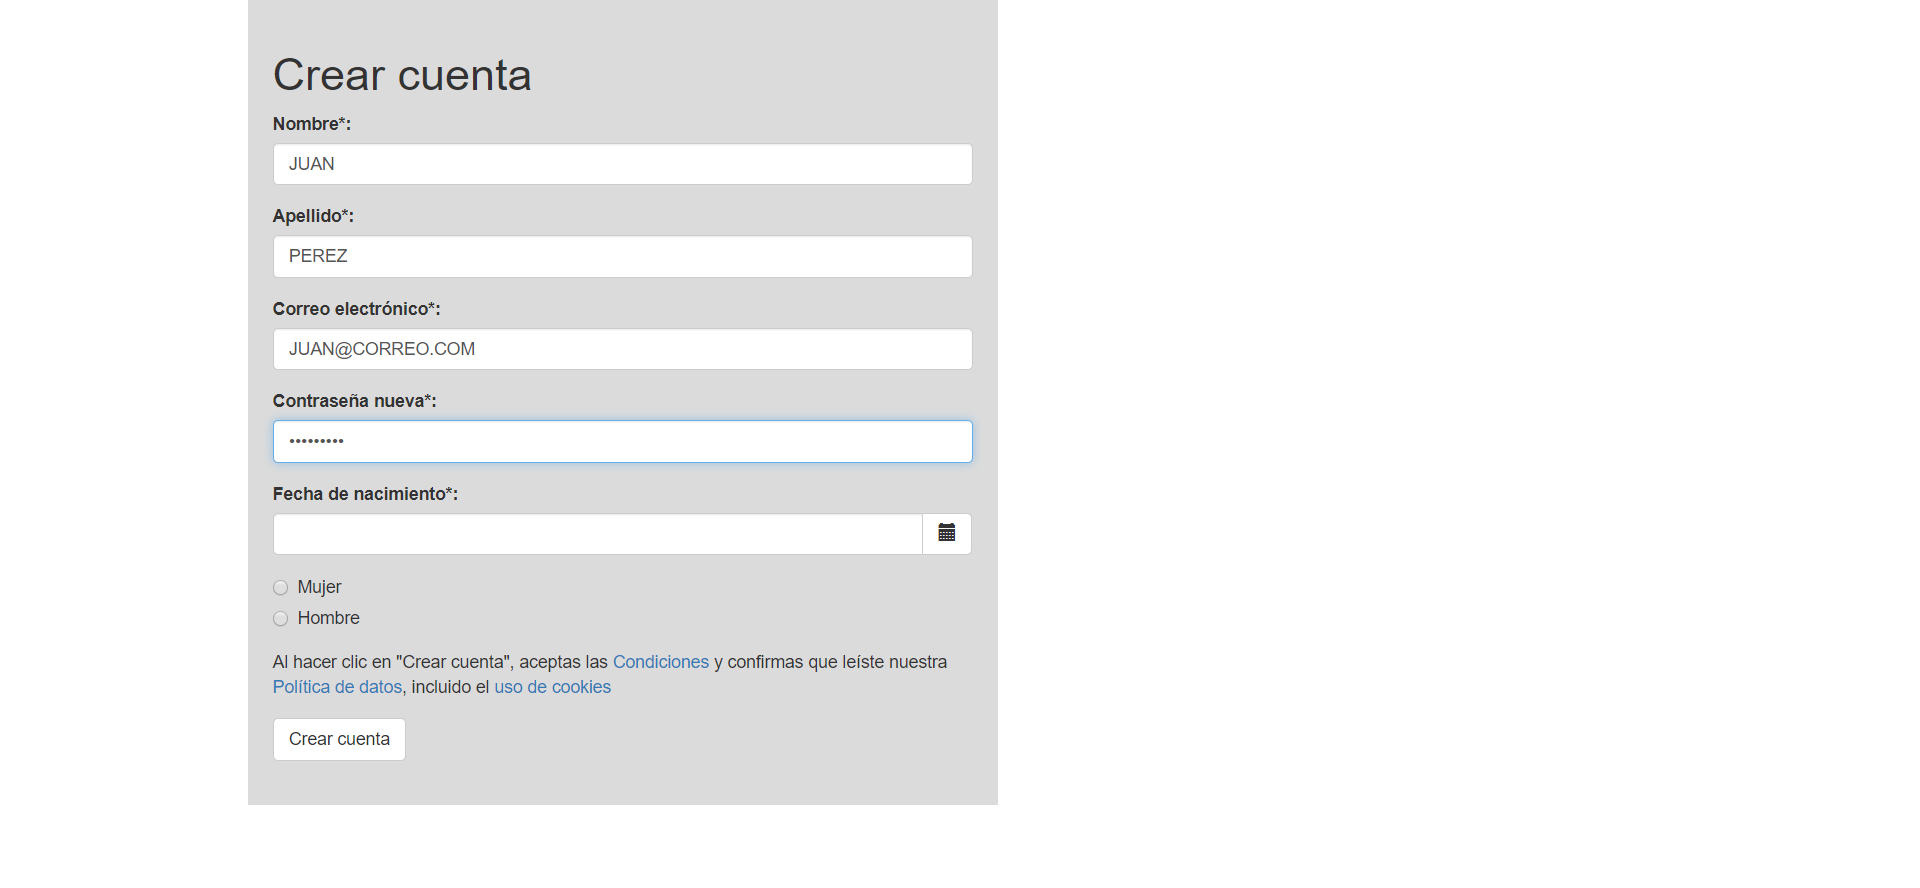 Crear cuenta
Nombre*:
JUAN
Apellido*:
PEREZ
Correo electrónico*:
JUAN@CORREO.COM
Contraseña nueva*:
•••••••••
Fecha de nacimiento*:
Mujer
Hombre
Al hacer clic en "Crear cuenta", aceptas las Condiciones y confirmas que leíste nuestra
Política de datos, incluido el uso de cookies
Crear cuenta